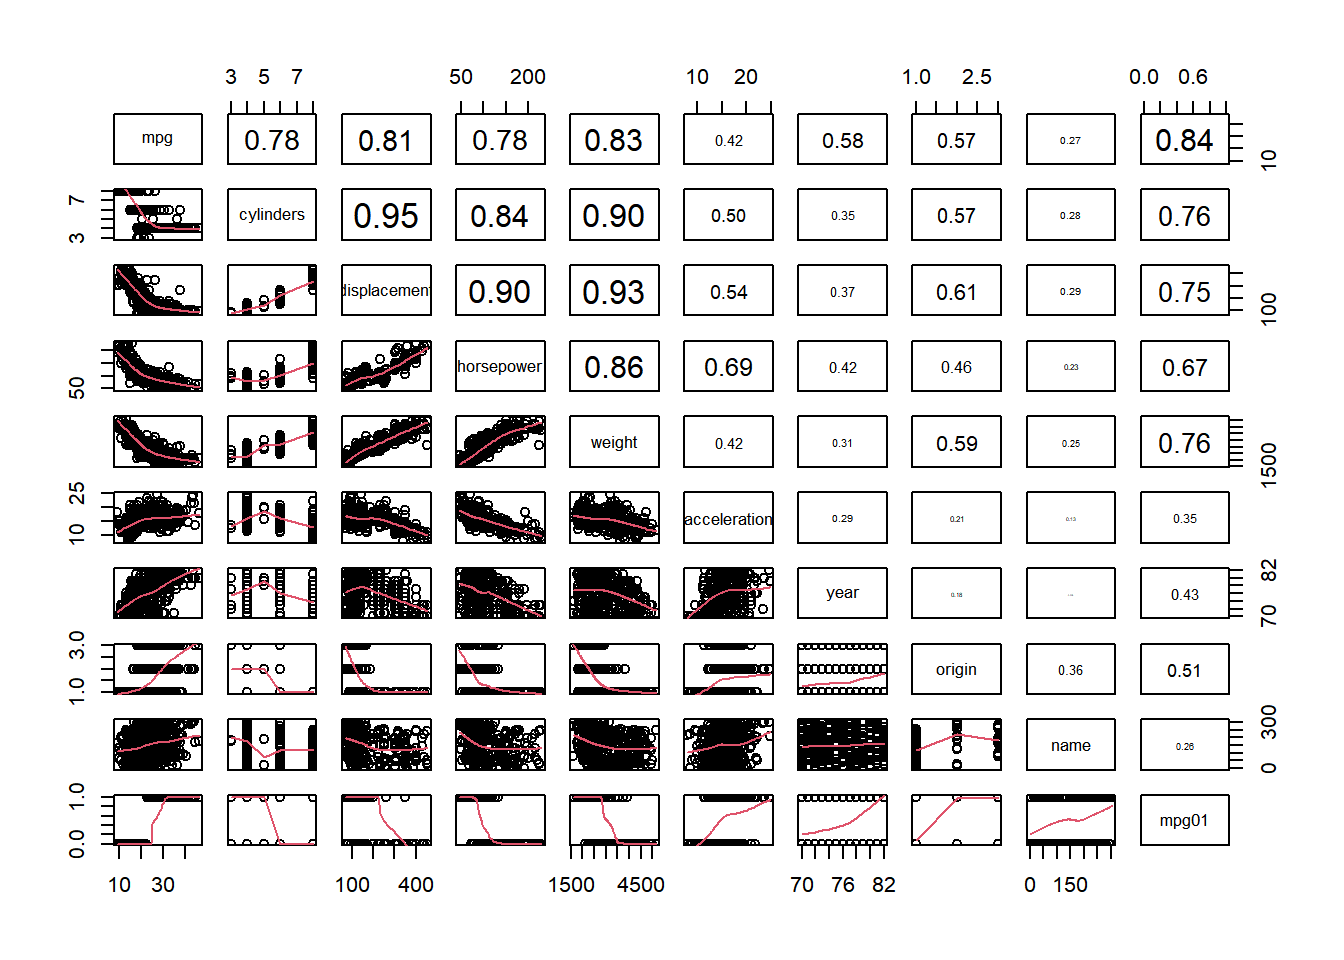 3 5 7 50 200 10 20 1.0 2.5 0.0 0.6
mpg 0.78 0.81 0.78 0.83 0.42 0.58 0.57 0.27 0.84 10
7 3 cylinders 0.95 0.84 0.90 0.50 0.35 0.57 0.28 0.76
displacement 0.90 0.93 0.54 0.37 0.61 0.29 0.75 100
50 horsepower 0.86 0.69 0.42 0.46 0.23 0.67
weight 0.42 0.31 0.59 0.25 0.76 1500
25 10 acceleration 0.29 0.21 0.13 0.35
year 0.18 0.43 82 70
3.0 1.0 origin 0.36 0.51
name 0.26 300 0
1.0 0.0 mpg01
10 30 100 400 1500 4500 70 76 82 0 150